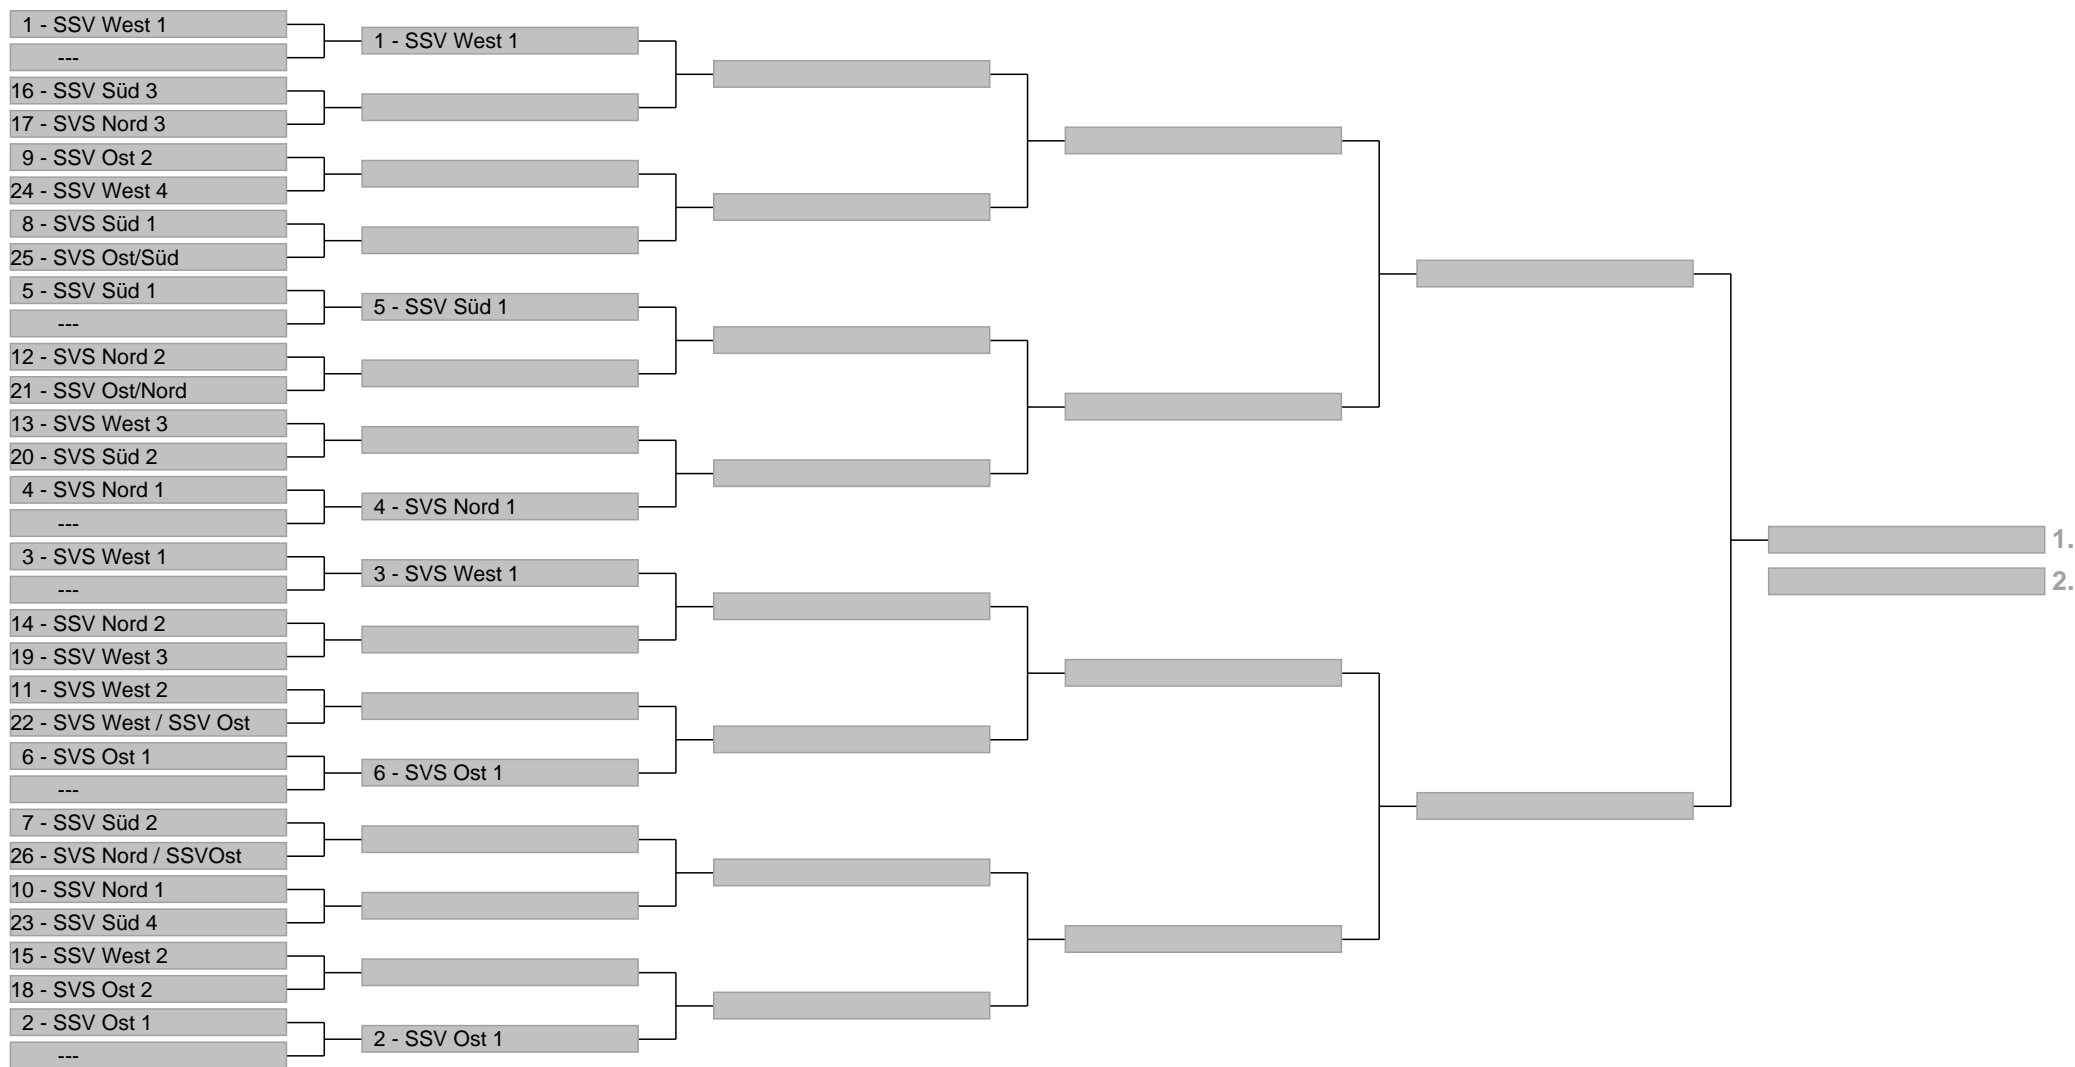 1 - SSV West 1
---
16 - SSV Süd 3
17 - SVS Nord 3
9 - SSV Ost 2
24 - SSV West 4
8 - SVS Süd 1
25 - SVS Ost/Süd
5 - SSV Süd 1
---
12 - SVS Nord 2
21 - SSV Ost/Nord
13 - SVS West 3
20 - SVS Süd 2
4 - SVS Nord 1
---
3 - SVS West 1
---
14 - SSV Nord 2
19 - SSV West 3
11 - SVS West 2
22 - SVS West / SSV Ost
6 - SVS Ost 1
---
7 - SSV Süd 2
26 - SVS Nord / SSVOst
10 - SSV Nord 1
23 - SSV Süd 4
15 - SSV West 2
18 - SVS Ost 2
2 - SSV Ost 1
---
1 - SSV West 1
5 - SSV Süd 1
4 - SVS Nord 1
3 - SVS West 1
6 - SVS Ost 1
2 - SSV Ost 1
1.
2.